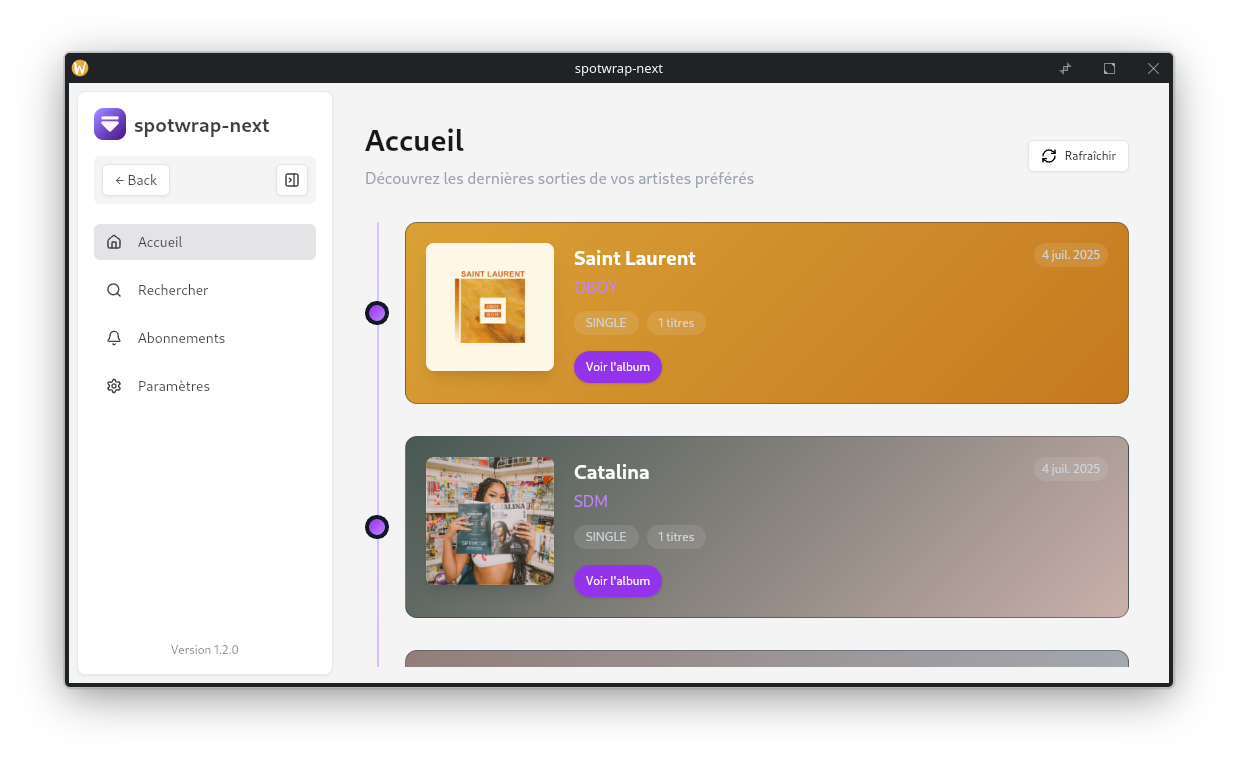 spotwrap-next
spotwrap-next
← Back
Accueil
Rechercher
Abonnements
Paramètres
Version 1.2.0
Accueil
Découvrez les dernières sorties de vos artistes préférés
Rafraîchir
SAINT LAURENT
Saint Laurent
4 juil. 2025
OBOY
SINGLE
1 titres
Voir l'album
CATALINA
Catalina
4 juil. 2025
SDM
SINGLE
1 titres
Voir l'album